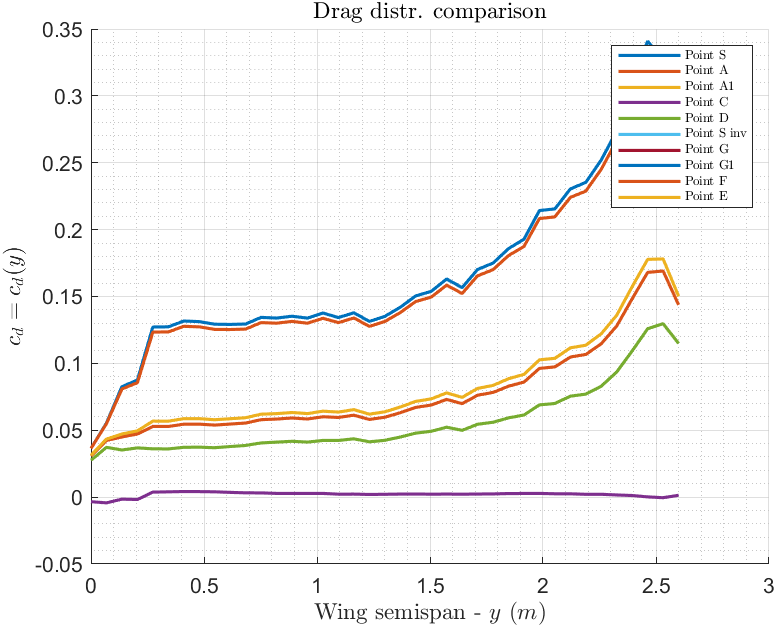 Drag distr. comparison
0.35
0.3
0.25
0.2
0.15
0.1
0.05
0
-0.05
c_d = c_d(y)
Point S
Point A
Point A1
Point C
Point D
Point S inv
Point G
Point G1
Point F
Point E
0 0.5 1 1.5 2 2.5 3
Wing semispan - y (m)